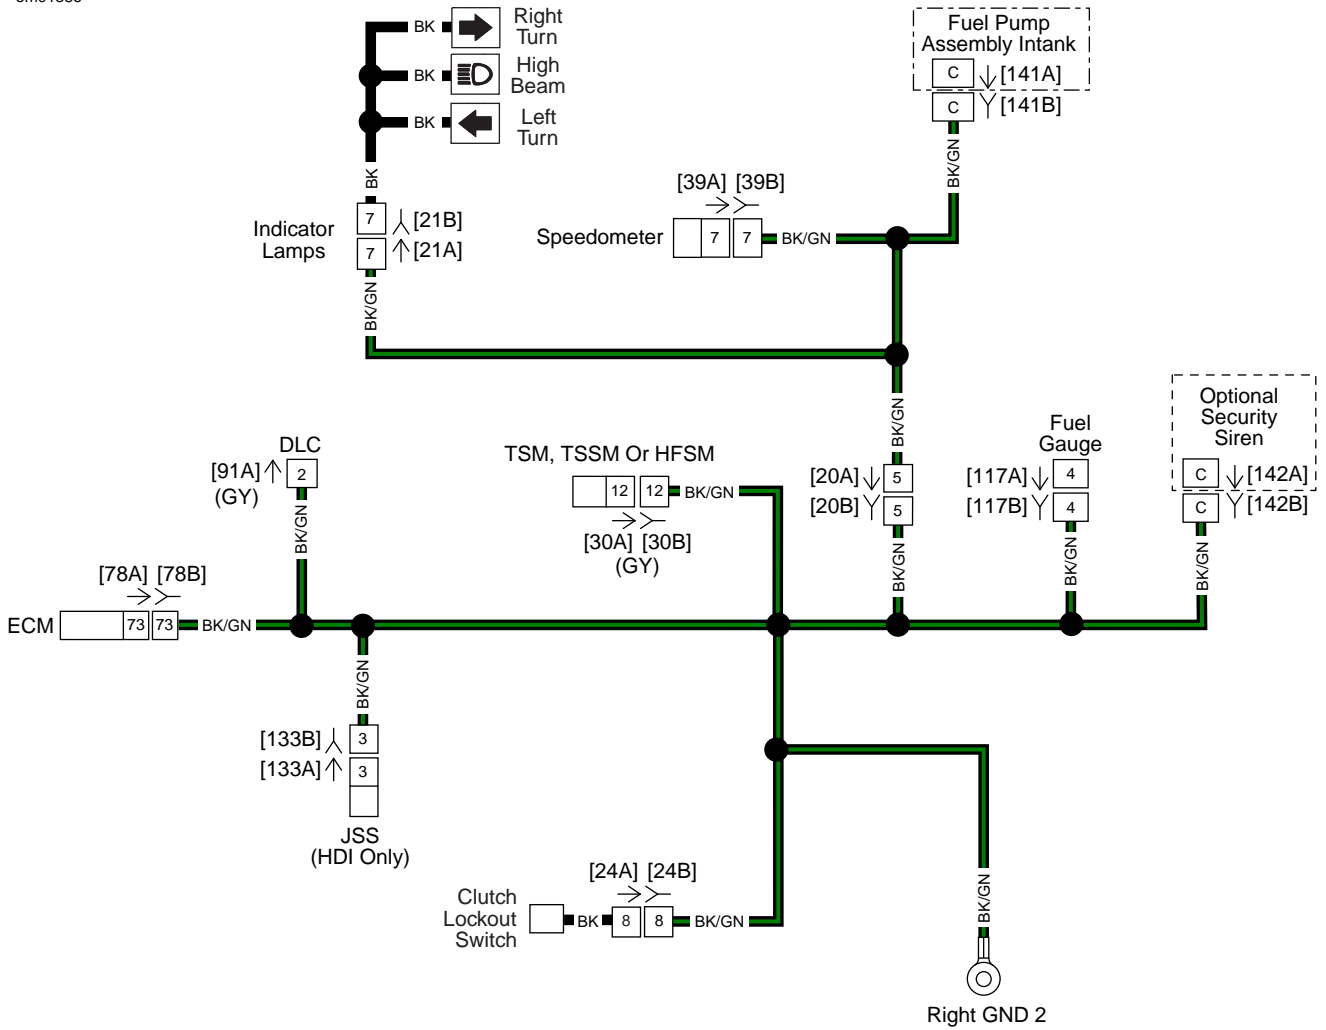 BK
Right
Turn
BK
High
Beam
BK
Left
Turn
Fuel Pump
Assembly Intank
C
[141A]
C
[141B]
BK/GN
BK
Indicator
Lamps
7
[21B]
7
[21A]
BK/GN
[39A] [39B]
Speedometer
7
7
BK/GN
BK/GN
DLC
[91A]
(GY)
2
BK/GN
TSM, TSSM Or HFSM
12
12
BK/GN
[30A] [30B]
(GY)
[20A]
5
[20B]
5
BK/GN
Fuel
Gauge
[117A]
4
[117B]
4
BK/GN
Optional
Security
Siren
C
[142A]
C
[142B]
BK/GN
[78A] [78B]
ECM
73
73
BK/GN
BK/GN
[133B]
3
[133A]
3
JSS
(HDI Only)
[24A] [24B]
Clutch
Lockout
Switch
BK
8
8
BK/GN
BK/GN
Right GND 2